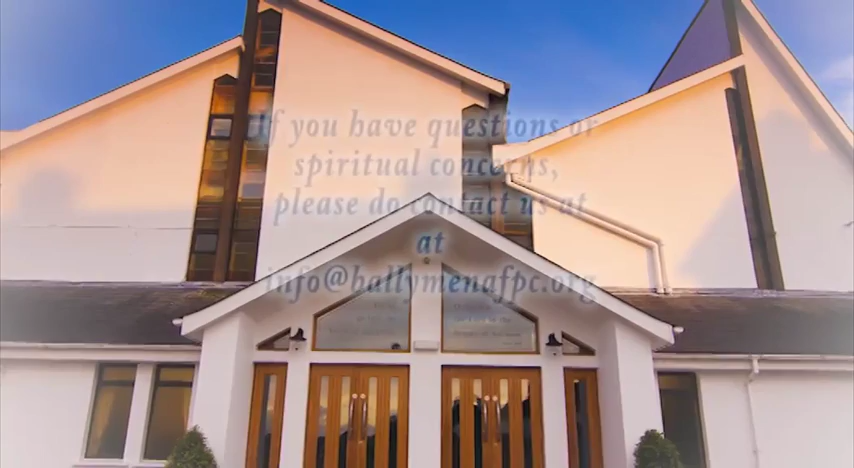 If you have questions or
spiritual concerns,
please do contact us at
at
info@ballymenafpc.org